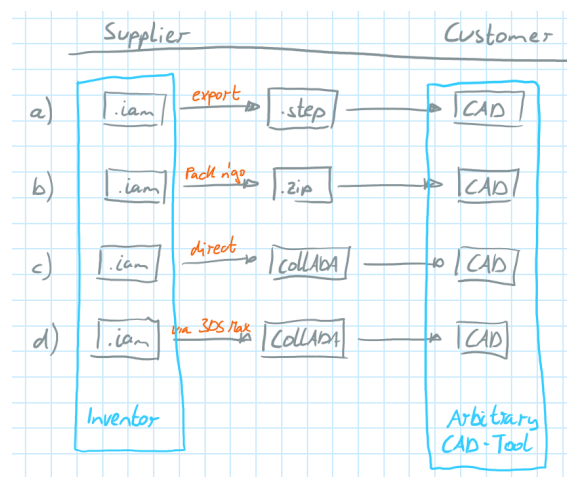 Supplier Customer
a) .iam export .step CAD
b) .iam Pack n'go .zip CAD
c) .iam direct CollADA CAD
d) .iam via 3DS Max CollADA CAD
Inventor Arbitrary
CAD-Tool